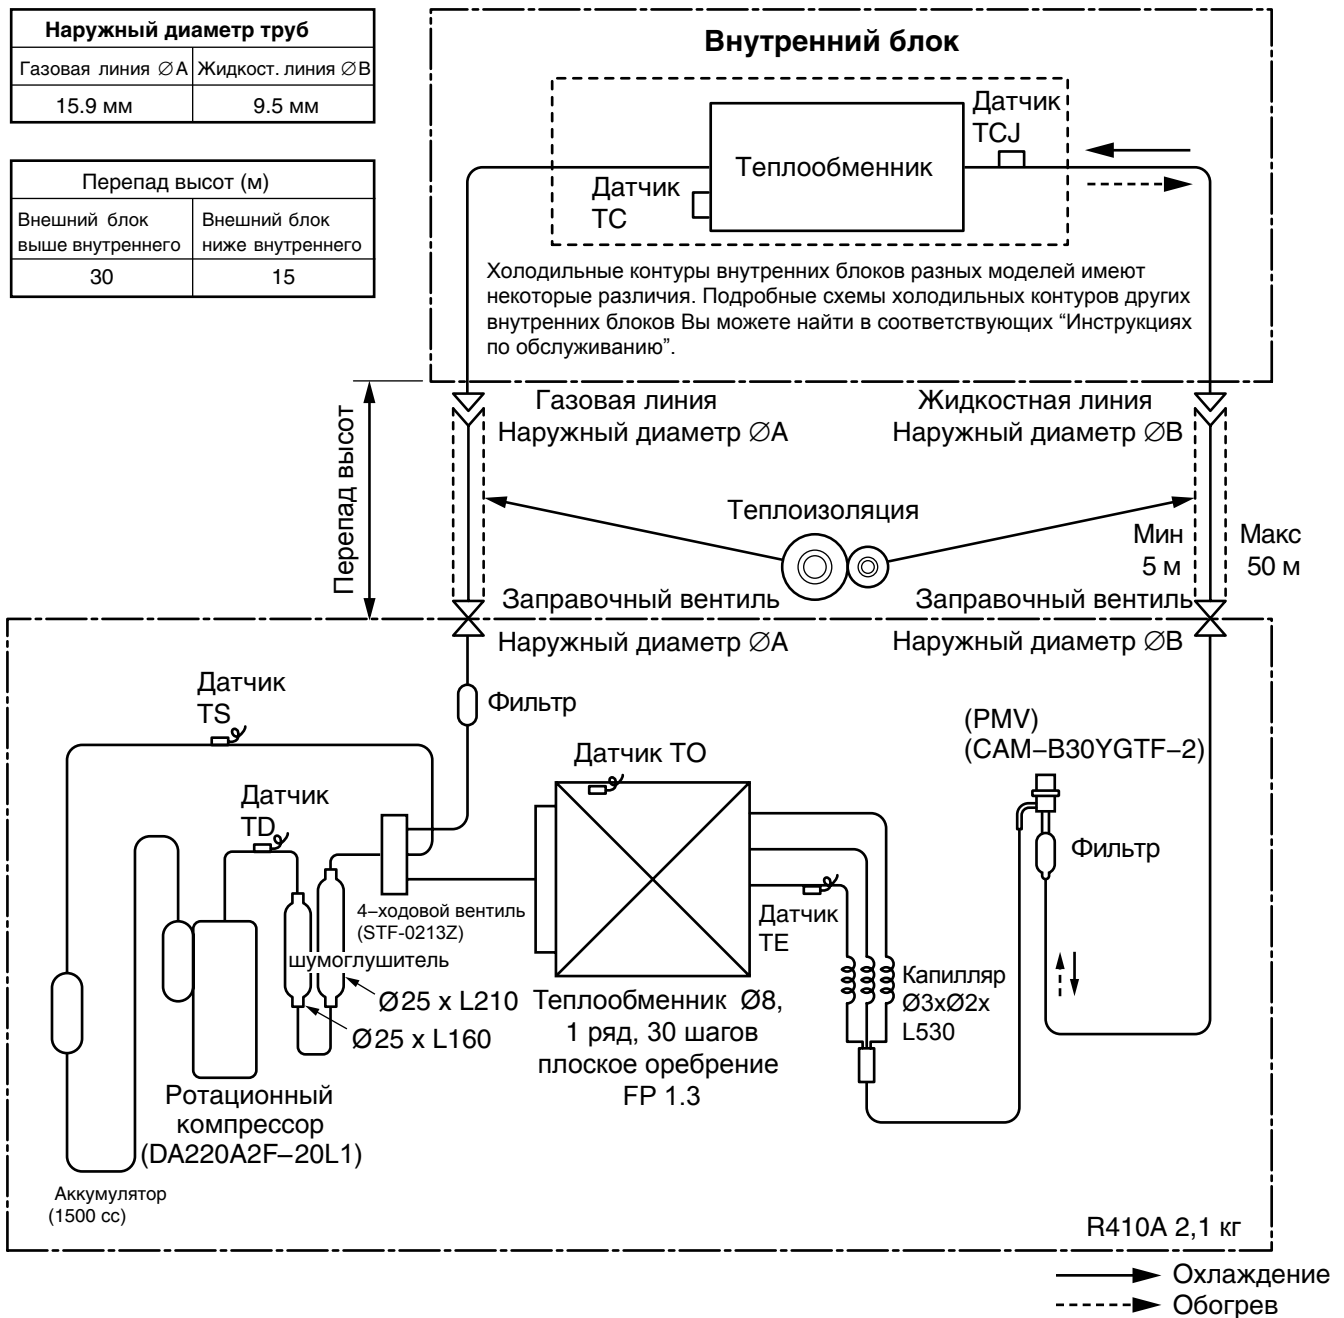 Наружный диаметр труб
Газовая линия ∅A Жидкост. линия ∅B
15.9 мм 9.5 мм
Перепад высот (м)
Внешний блок выше внутреннего
Внешний блок ниже внутреннего
30 15
Внутренний блок
Датчик
TCJ
Теплообменник
Датчик
TC
Холодильные контуры внутренних блоков разных моделей имеют
некоторые различия. Подробные схемы холодильных контуров других
внутренних блоков Вы можете найти в соответствующих “Инструкциях
по обслуживанию”.
Перепад высот
Газовая линия
Наружный диаметр ∅A
Жидкостная линия
Наружный диаметр ∅B
Теплоизоляция
Мин
5 м
Макс
50 м
Заправочный вентиль
Наружный диаметр ∅A
Заправочный вентиль
Наружный диаметр ∅B
Датчик
TS
Фильтр
Датчик TO
(PMV)
(CAM–B30YGTF–2)
Датчик
TD
Фильтр
4–ходовой вентиль
(STF-0213Z)
шумоглушитель
Датчик
TE
Ø25 x L210
Ø25 x L160
Теплообменник Ø8,
1 ряд, 30 шагов
плоское оребрение
FP 1.3
Капилляр
Ø3xØ2x
L530
Ротационный
компрессор
(DA220A2F–20L1)
Аккумулятор
(1500 cc)
R410A 2,1 кг
Охлаждение
Обогрев